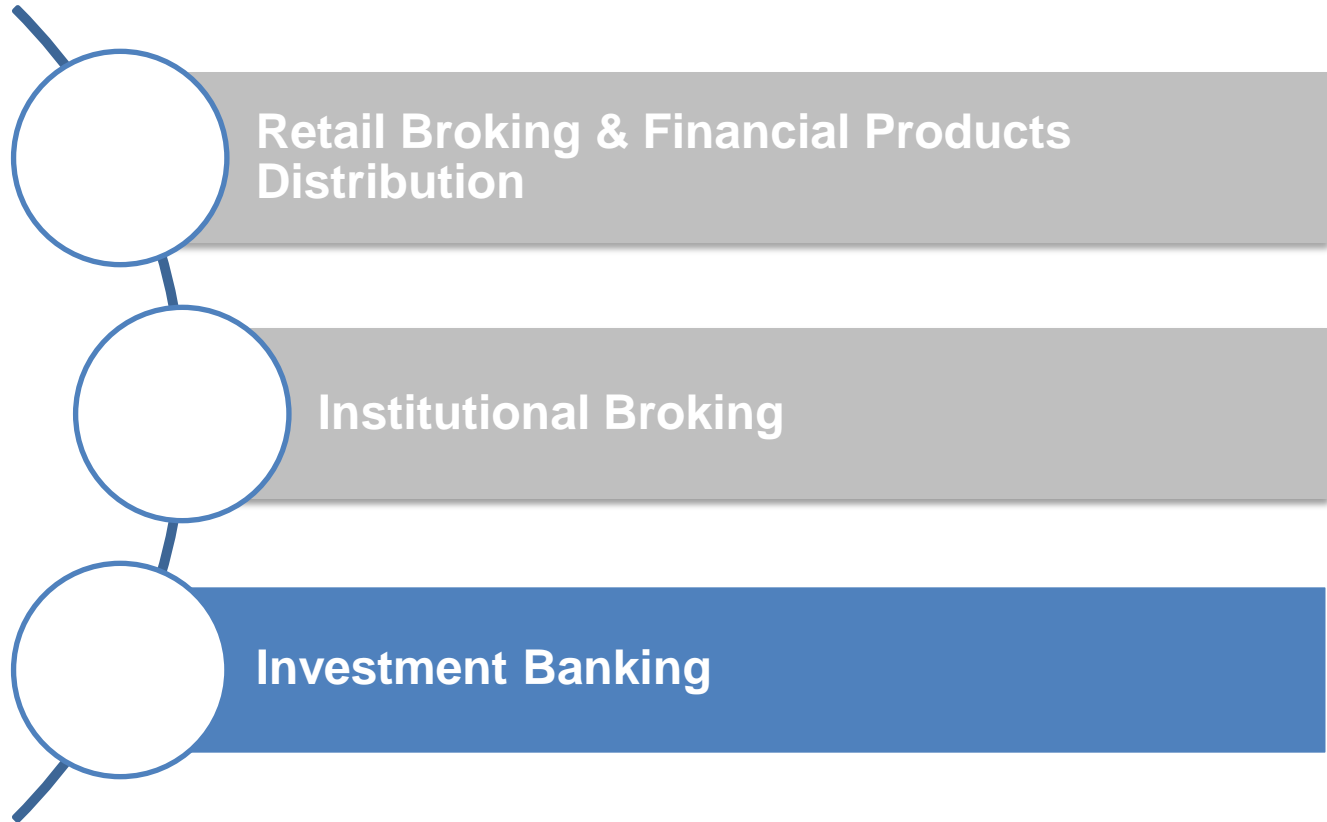 Retail Broking & Financial Products
Distribution
Institutional Broking
Investment Banking